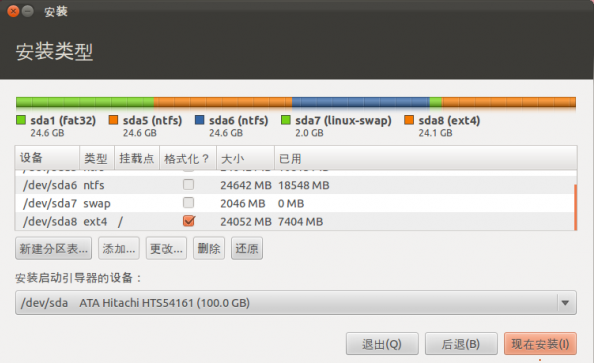 安装
安装类型
sda1 (fat32) sda5 (ntfs) sda6 (ntfs) sda7 (linux-swap) sda8 (ext4)
24.6 GB 24.6 GB 24.6 GB 2.0 GB 24.1 GB
设备 类型 挂载点 格式化？ 大小 已用
/dev/sda6 ntfs 24642 MB 18548 MB
/dev/sda7 swap 2046 MB 0 MB
/dev/sda8 ext4 / 24052 MB 7404 MB
新建分区表... 添加... 更改... 删除 还原
安装启动引导器的设备：
/dev/sda ATA Hitachi HTS54161 (100.0 GB)
退出(Q) 后退(B) 现在安装(I)